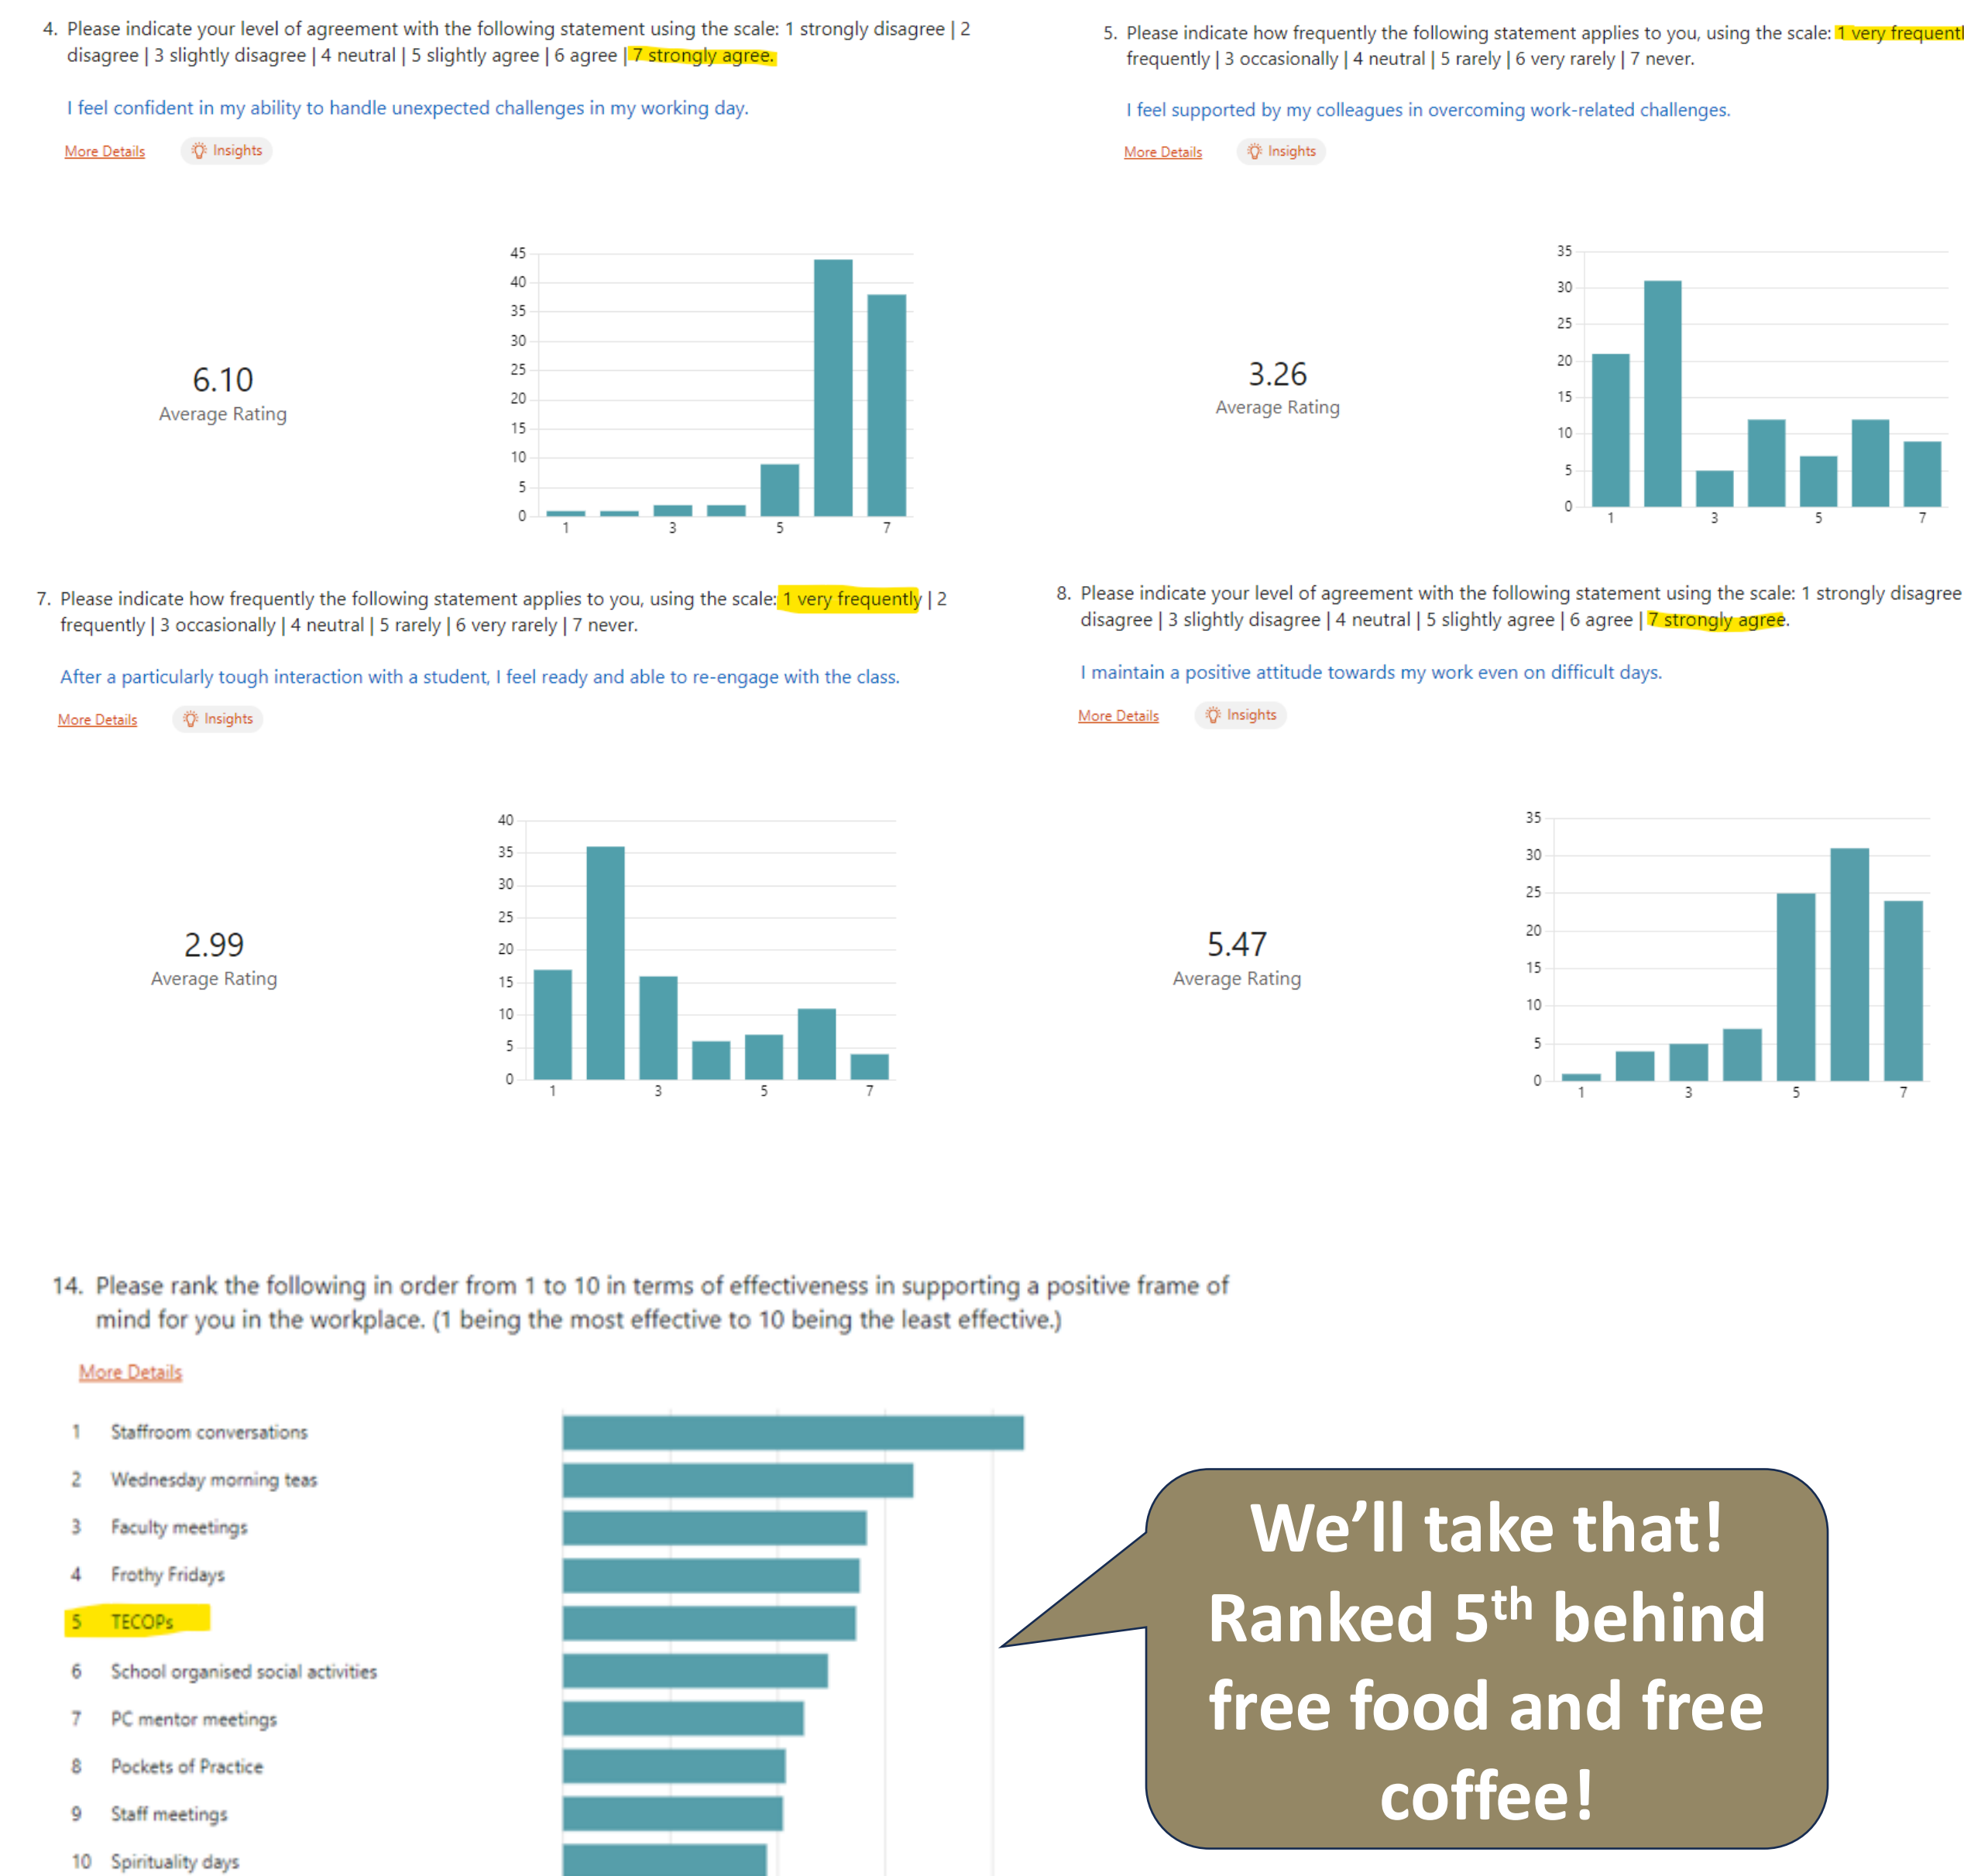 4. Please indicate your level of agreement with the following statement using the scale: 1 strongly disagree | 2
disagree | 3 slightly disagree | 4 neutral | 5 slightly agree | 6 agree | 7 strongly agree.
I feel confident in my ability to handle unexpected challenges in my working day.
More Details Insights
6.10
Average Rating
45
40
35
30
25
20
15
10
5
0
1 3 5 7
5. Please indicate how frequently the following statement applies to you, using the scale: 1 very frequentl
frequently | 3 occasionally | 4 neutral | 5 rarely | 6 very rarely | 7 never.
I feel supported by my colleagues in overcoming work-related challenges.
More Details Insights
3.26
Average Rating
35
30
25
20
15
10
5
0
1 3 5 7
7. Please indicate how frequently the following statement applies to you, using the scale: 1 very frequently | 2
frequently | 3 occasionally | 4 neutral | 5 rarely | 6 very rarely | 7 never.
After a particularly tough interaction with a student, I feel ready and able to re-engage with the class.
More Details Insights
2.99
Average Rating
40
35
30
25
20
15
10
5
0
1 3 5 7
8. Please indicate your level of agreement with the following statement using the scale: 1 strongly disagree
disagree | 3 slightly disagree | 4 neutral | 5 slightly agree | 6 agree | 7 strongly agree.
I maintain a positive attitude towards my work even on difficult days.
More Details Insights
5.47
Average Rating
35
30
25
20
15
10
5
0
1 3 5 7
14. Please rank the following in order from 1 to 10 in terms of effectiveness in supporting a positive frame of
mind for you in the workplace. (1 being the most effective to 10 being the least effective.)
More Details
1 Staffroom conversations
2 Wednesday morning teas
3 Faculty meetings
4 Frothy Fridays
5 TECOPs
6 School organised social activities
7 PC mentor meetings
8 Pockets of Practice
9 Staff meetings
10 Spirituality days
We'll take that!
Ranked 5th behind
free food and free
coffee!